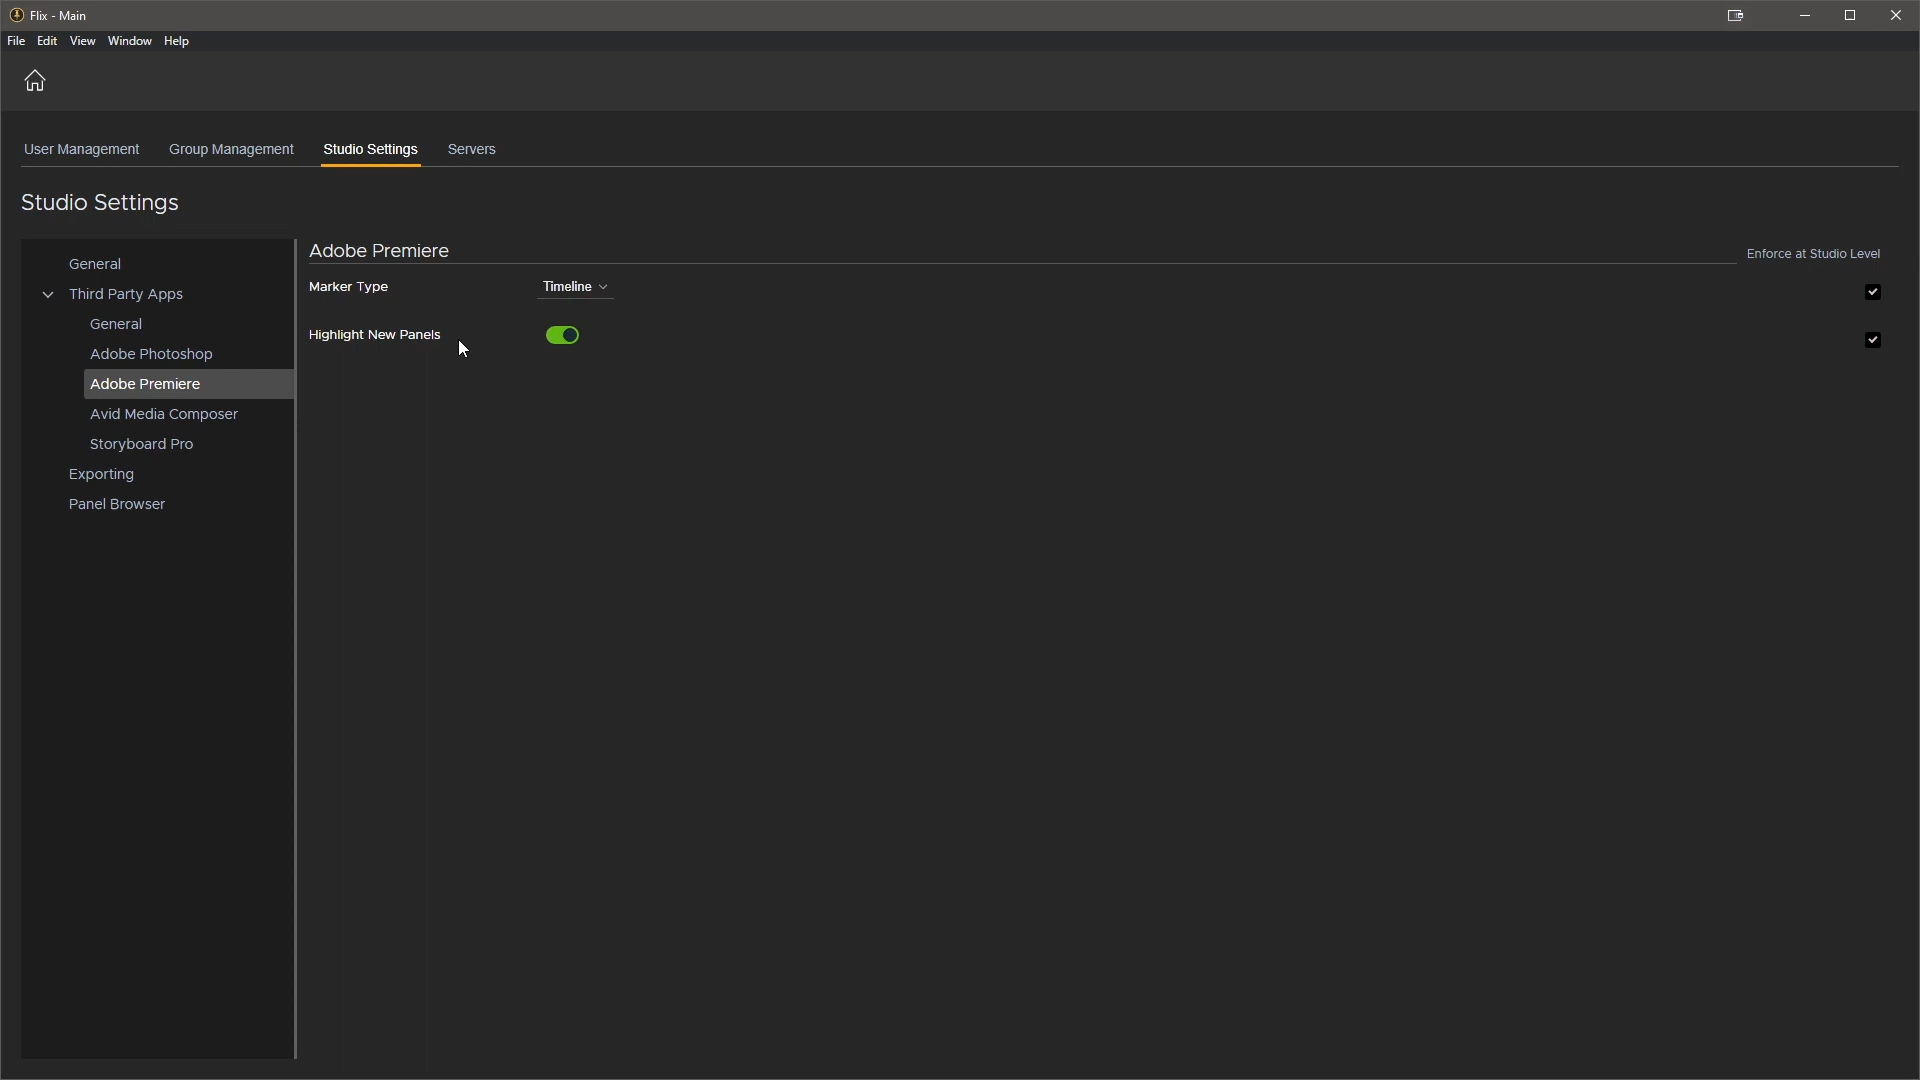 Flix - Main
File Edit View Window Help
User Management Group Management Studio Settings Servers
Studio Settings
General
Third Party Apps
General
Adobe Photoshop
Adobe Premiere
Avid Media Composer
Storyboard Pro
Exporting
Panel Browser
Adobe Premiere Enforce at Studio Level
Marker Type Timeline
Highlight New Panels